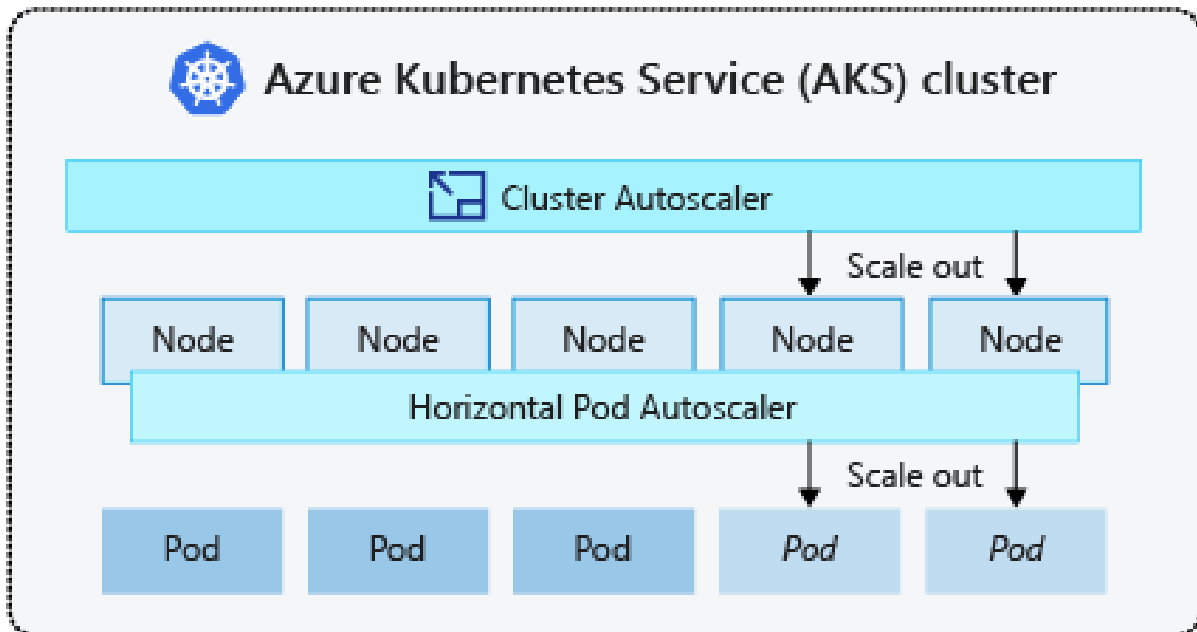 Azure Kubernetes Service (AKS) cluster
Cluster Autoscaler
Scale out
Node Node Node Node Node
Horizontal Pod Autoscaler
Scale out
Pod Pod Pod Pod Pod